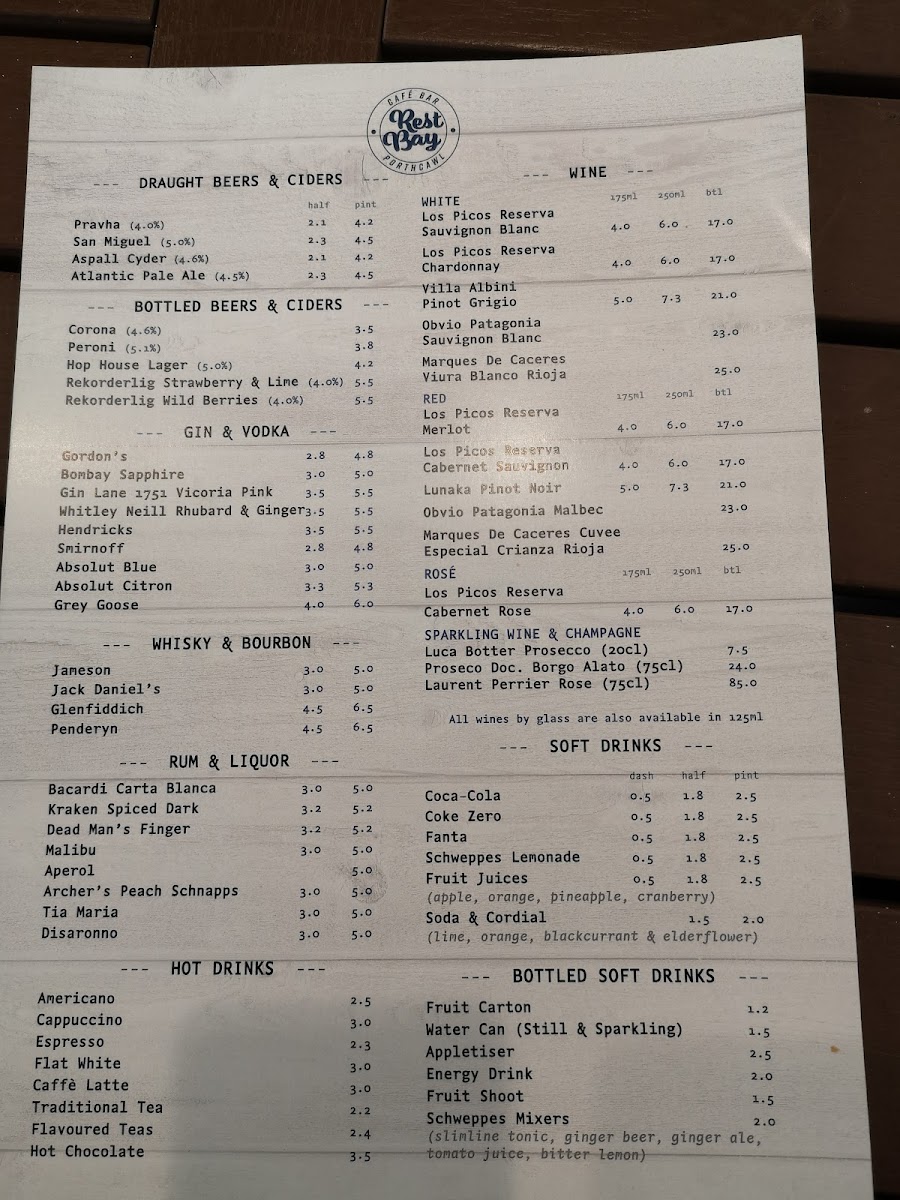 CAFÉ BAR
Rest
Bay
PORTHCAWL
--- DRAUGHT BEERS & CIDERS ---
half pint
Pravha (4.0%) 2.1 4.2
San Miguel (5.0%) 2.3 4.5
Aspall Cyder (4.6%) 2.1 4.2
Atlantic Pale Ale (4.5%) 2.3 4.5
--- BOTTLED BEERS & CIDERS ---
Corona (4.6%) 3.5
Peroni (5.1%) 3.8
Hop House Lager (5.0%) 4.2
Rekorderlig Strawberry & Lime (4.0%) 5.5
Rekorderlig Wild Berries (4.0%) 5.5
--- GIN & VODKA ---
Gordon's 2.8 4.8
Bombay Sapphire 3.0 5.0
Gin Lane 1751 Vicoria Pink 3.5 5.5
Whitley Neill Rhubard & Ginger 3.5 5.5
Hendricks 3.5 5.5
Smirnoff 2.8 4.8
Absolut Blue 3.0 5.0
Absolut Citron 3.3 5.3
Grey Goose 4.0 6.0
--- WHISKY & BOURBON ---
Jameson 3.0 5.0
Jack Daniel's 3.0 5.0
Glenfiddich 4.5 6.5
Penderyn 4.5 6.5
--- RUM & LIQUOR ---
Bacardi Carta Blanca 3.0 5.0
Kraken Spiced Dark 3.2 5.2
Dead Man's Finger 3.2 5.2
Malibu 3.0 5.0
Aperol 5.0
Archer's Peach Schnapps 3.0 5.0
Tia Maria 3.0 5.0
Disaronno 3.0 5.0
--- HOT DRINKS ---
Americano 2.5
Cappuccino 3.0
Espresso 2.3
Flat White 3.0
Caffè Latte 3.0
Traditional Tea 2.2
Flavoured Teas 2.4
Hot Chocolate 3.5
--- WINE ---
WHITE 175ml 250ml btl
Los Picos Reserva
Sauvignon Blanc 4.0 6.0 17.0
Los Picos Reserva
Chardonnay 4.0 6.0 17.0
Villa Albini
Pinot Grigio 5.0 7.3 21.0
Obvio Patagonia
Sauvignon Blanc 23.0
Marques De Caceres
Viura Blanco Rioja 25.0
RED 175ml 250ml btl
Los Picos Reserva
Merlot 4.0 6.0 17.0
Los Picos Reserva
Cabernet Sauvignon 4.0 6.0 17.0
Lunaka Pinot Noir 5.0 7.3 21.0
Obvio Patagonia Malbec 23.0
Marques De Caceres Cuvee
Especial Crianza Rioja 25.0
ROSÉ 175ml 250ml btl
Los Picos Reserva
Cabernet Rose 4.0 6.0 17.0
SPARKLING WINE & CHAMPAGNE
Luca Botter Prosecco (20cl) 7.5
Proseco Doc. Borgo Alato (75cl) 24.0
Laurent Perrier Rose (75cl) 85.0
All wines by glass are also available in 125ml
--- SOFT DRINKS ---
dash half pint
Coca-Cola 0.5 1.8 2.5
Coke Zero 0.5 1.8 2.5
Fanta 0.5 1.8 2.5
Schweppes Lemonade 0.5 1.8 2.5
Fruit Juices 0.5 1.8 2.5
(apple, orange, pineapple, cranberry)
Soda & Cordial 1.5 2.0
(lime, orange, blackcurrant & elderflower)
--- BOTTLED SOFT DRINKS ---
Fruit Carton 1.2
Water Can (Still & Sparkling) 1.5
Appletiser 2.5
Energy Drink 2.0
Fruit Shoot 1.5
Schweppes Mixers 2.0
(slimline tonic, ginger beer, ginger ale,
tomato juice, bitter lemon)